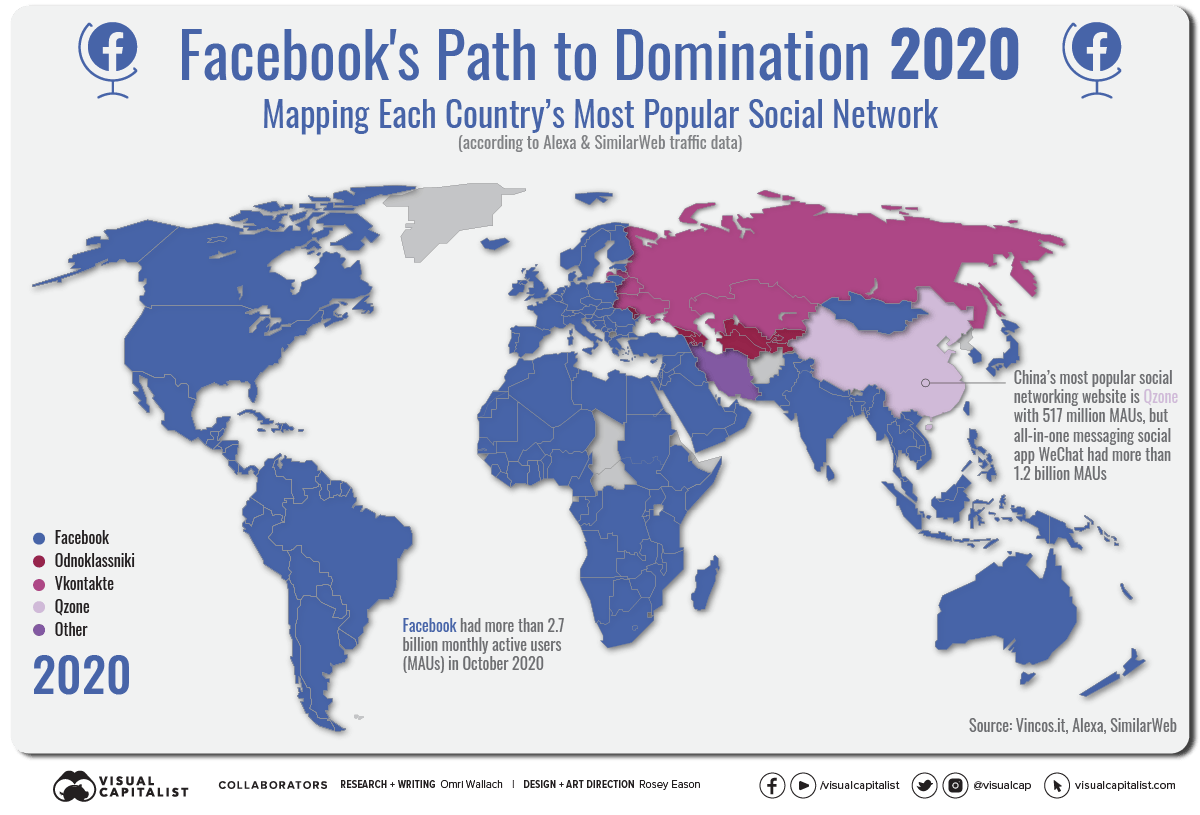 Facebook's Path to Domination 2020
Mapping Each Country's Most Popular Social Network
(according to Alexa & SimilarWeb traffic data)
China's most popular social
networking website is Qzone
with 517 million MAUs, but
all-in-one messaging social
app WeChat had more than
1.2 billion MAUs
Facebook
Odnoklassniki
Vkontakte
Qzone
Other
2020
Facebook had more than 2.7
billion monthly active users
(MAUs) in October 2020
Source: Vincos.it, Alexa, SimilarWeb
VISUAL
CAPITALIST
COLLABORATORS RESEARCH + WRITING Omri Wallach | DESIGN + ART DIRECTION Rosey Eason
/visualcapitalist @visualcap visualcapitalist.com